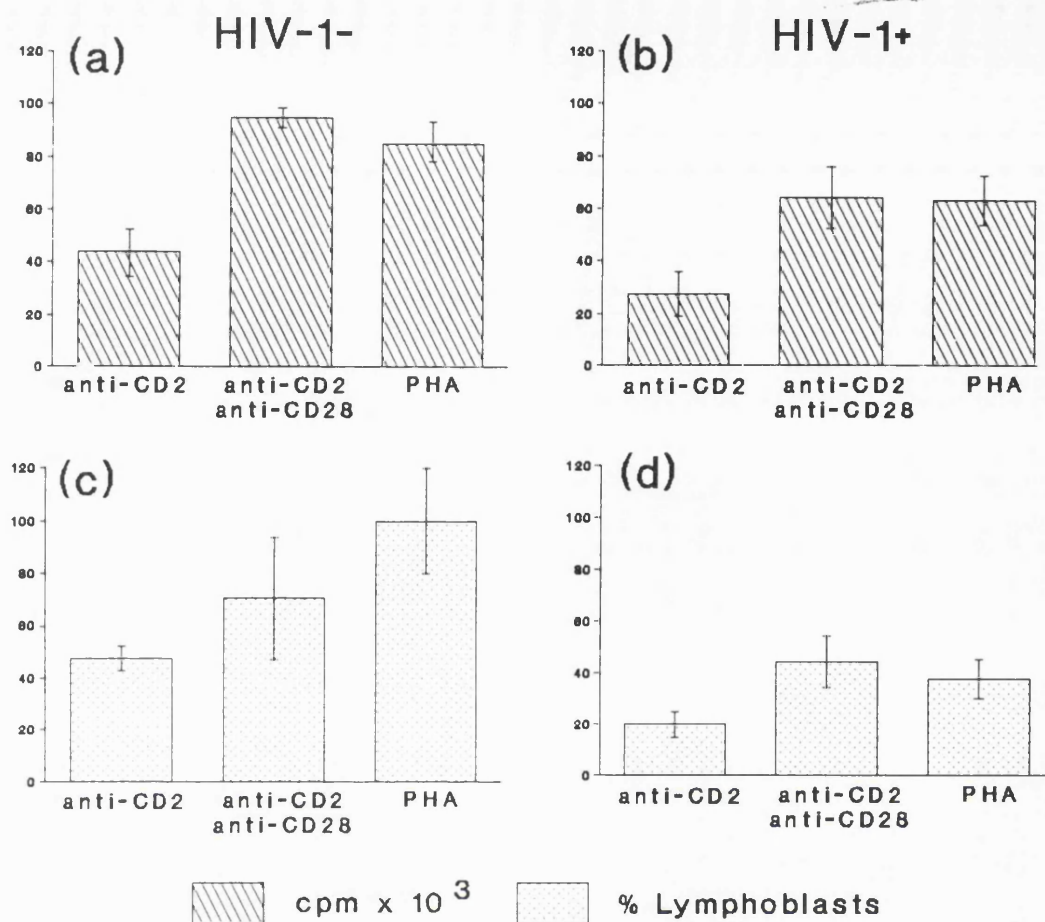 HIV-1-
HIV-1+
(a)
120
100
80
60
40
20
0
anti-CD2
anti-CD2
anti-CD28
PHA
(b)
120
100
80
60
40
20
0
anti-CD2
anti-CD2
anti-CD28
PHA
(c)
120
100
80
60
40
20
0
anti-CD2
anti-CD2
anti-CD28
PHA
(d)
120
100
80
60
40
20
0
anti-CD2
anti-CD2
anti-CD28
PHA
cpm x 10³
% Lymphoblasts